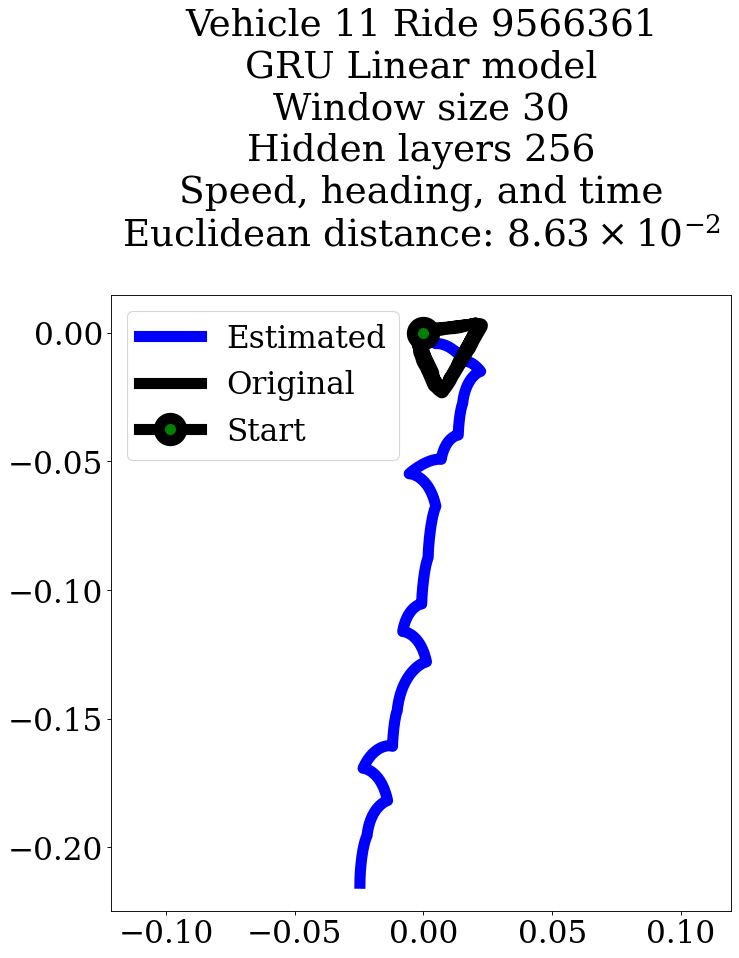 Vehicle 11 Ride 9566361
GRU Linear model
Window size 30
Hidden layers 256
Speed, heading, and time
Euclidean distance: 8.63 × 10⁻²
Estimated
Original
Start
0.00
−0.05
−0.10
−0.15
−0.20
−0.10
−0.05
0.00
0.05
0.10